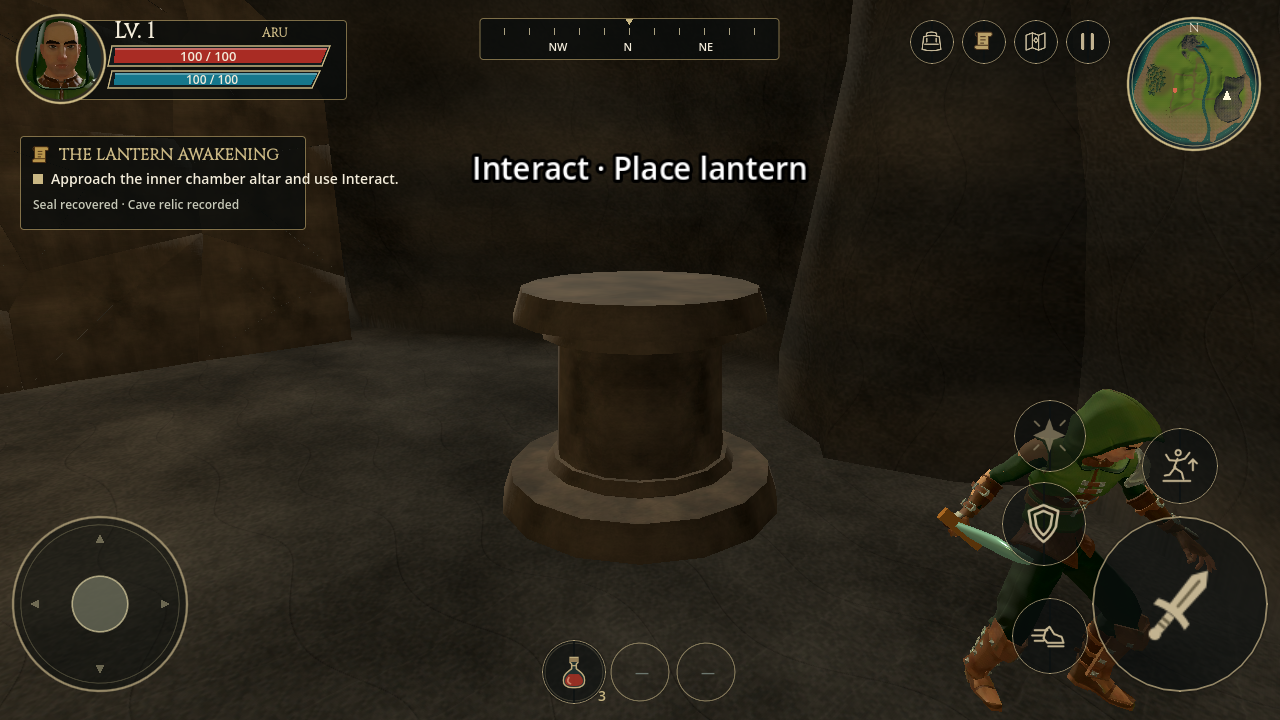 LV. 1
ARU
100 / 100
100 / 100
NW N NE
N
THE LANTERN AWAKENING
Approach the inner chamber altar and use Interact.
Seal recovered · Cave relic recorded
Interact · Place lantern
3